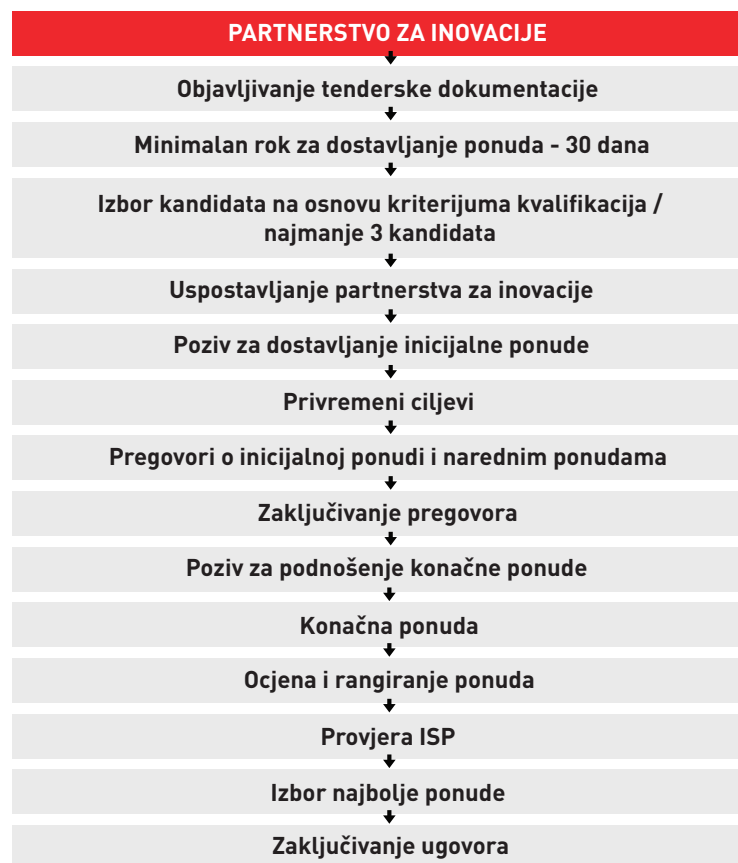 PARTNERSTVO ZA INOVACIJE
Objavljivanje tenderske dokumentacije
Minimalan rok za dostavljanje ponuda - 30 dana
Izbor kandidata na osnovu kriterijuma kvalifikacija /
najmanje 3 kandidata
Uspostavljanje partnerstva za inovacije
Poziv za dostavljanje inicijalne ponude
Privremeni ciljevi
Pregovori o inicijalnoj ponudi i narednim ponudama
Zaključivanje pregovora
Poziv za podnošenje konačne ponude
Konačna ponuda
Ocjena i rangiranje ponuda
Provjera ISP
Izbor najbolje ponude
Zaključivanje ugovora